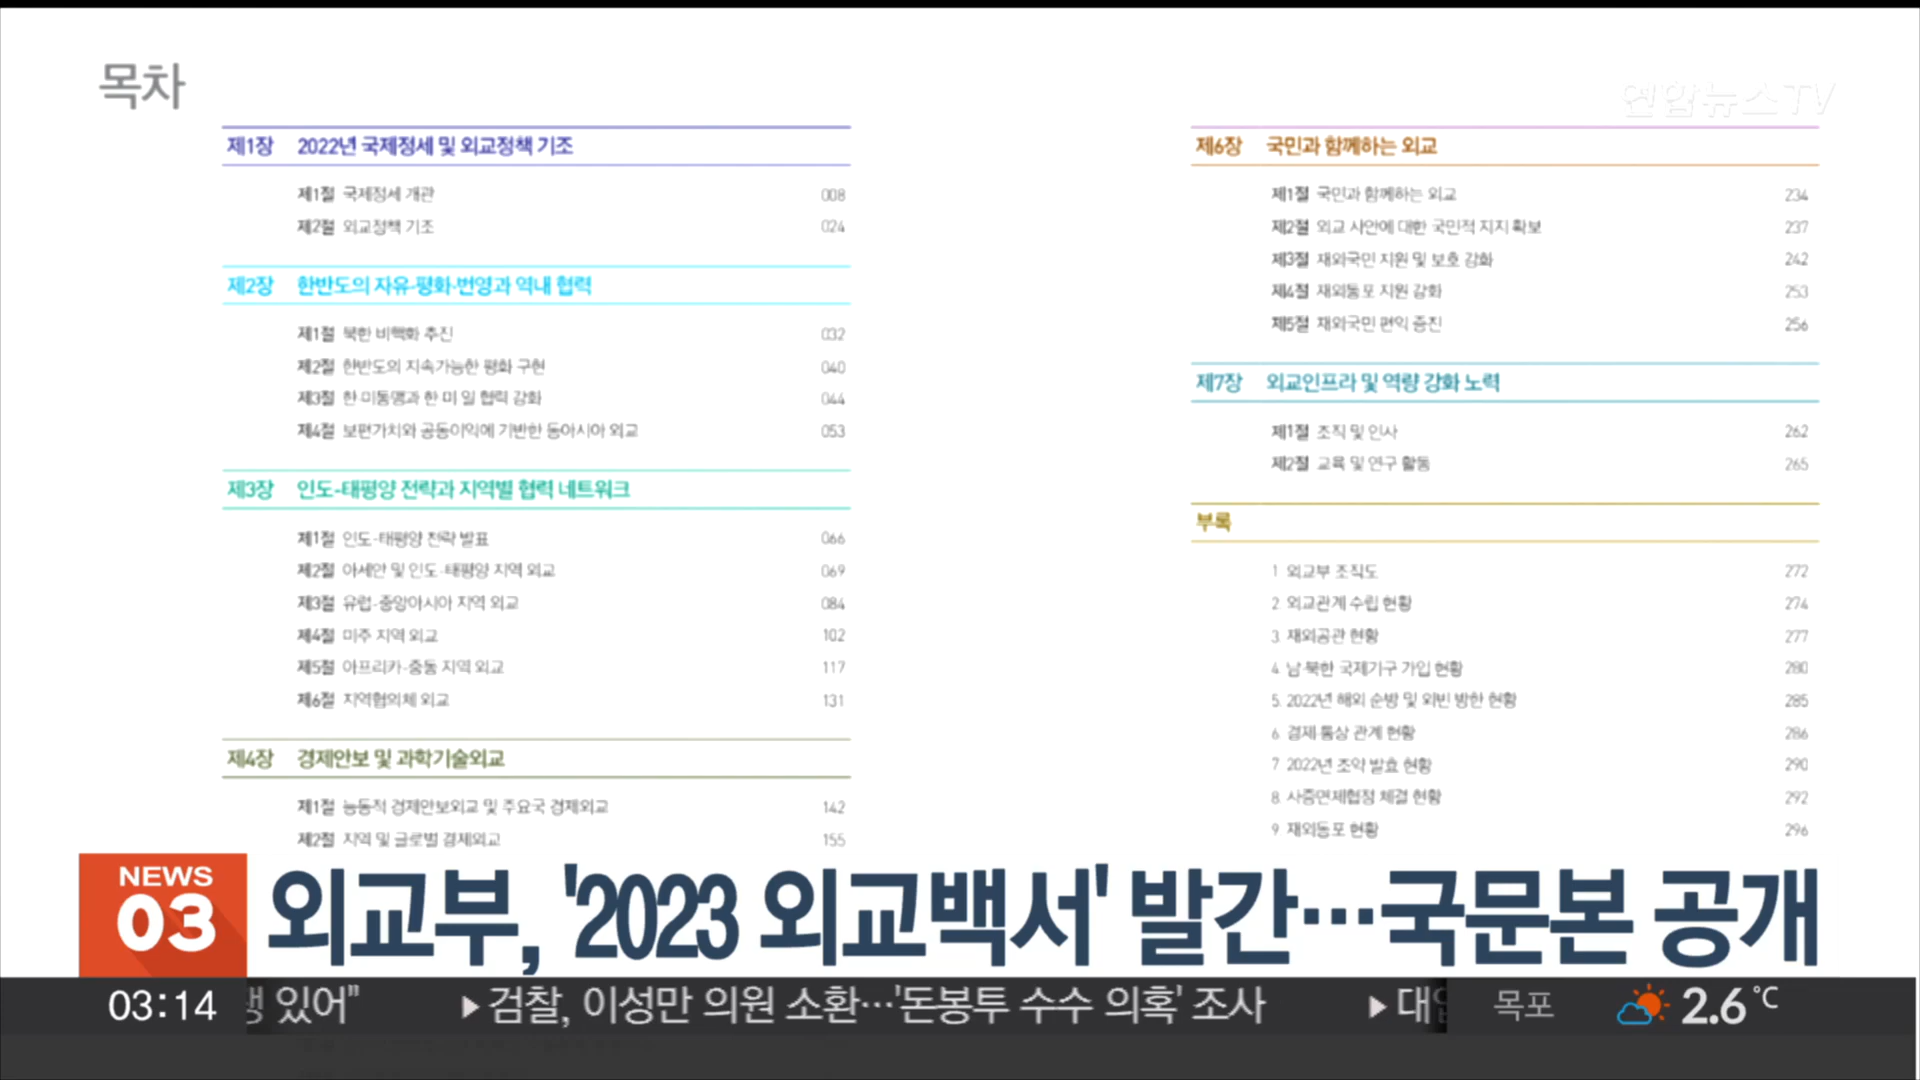 목차
연합뉴스TV
제1장 2022년 국제정세 및 외교정책 기조
제1절 국제정세 개관 008
제2절 외교정책 기조 024
제2장 한반도의 자유·평화·번영과 역내 협력
제1절 북한 비핵화 추진 032
제2절 한반도의 지속가능한 평화 구현 040
제3절 한·미동맹과 한·미·일 협력 강화 044
제4절 보편가치와 공동이익에 기반한 동아시아 외교 053
제3장 인도-태평양 전략과 지역별 협력 네트워크
제1절 인도-태평양 전략 발표 066
제2절 아세안 및 인도-태평양 지역 외교 069
제3절 유럽·중앙아시아 지역 외교 084
제4절 미주 지역 외교 102
제5절 아프리카·중동 지역 외교 117
제6절 지역협의체 외교 131
제4장 경제안보 및 과학기술외교
제1절 능동적 경제안보외교 및 주요국 경제외교 142
제2절 지역 및 글로벌 경제외교 155
제6장 국민과 함께하는 외교
제1절 국민과 함께하는 외교 234
제2절 외교 사안에 대한 국민적 지지 확보 237
제3절 재외국민 지원 및 보호 강화 242
제4절 재외동포 지원 강화 253
제5절 재외국민 편익 증진 256
제7장 외교인프라 및 역량 강화 노력
제1절 조직 및 인사 262
제2절 교육 및 연구 활동 265
부록
1 외교부 조직도 272
2. 외교관계 수립 현황 274
3. 재외공관 현황 277
4. 남·북한 국제기구 가입 현황 280
5. 2022년 해외 순방 및 외빈 방한 현황 285
6. 경제·통상 관계 현황 286
7 2022년 조약 발효 현황 290
8. 사증면제협정 체결 현황 292
9 재외동포 현황 296
NEWS
03
외교부, '2023 외교백서' 발간…국문본 공개
03:14 있어” ▶검찰, 이성만 의원 소환…'돈봉투 수수 의혹' 조사 ▶대 목포 2.6℃